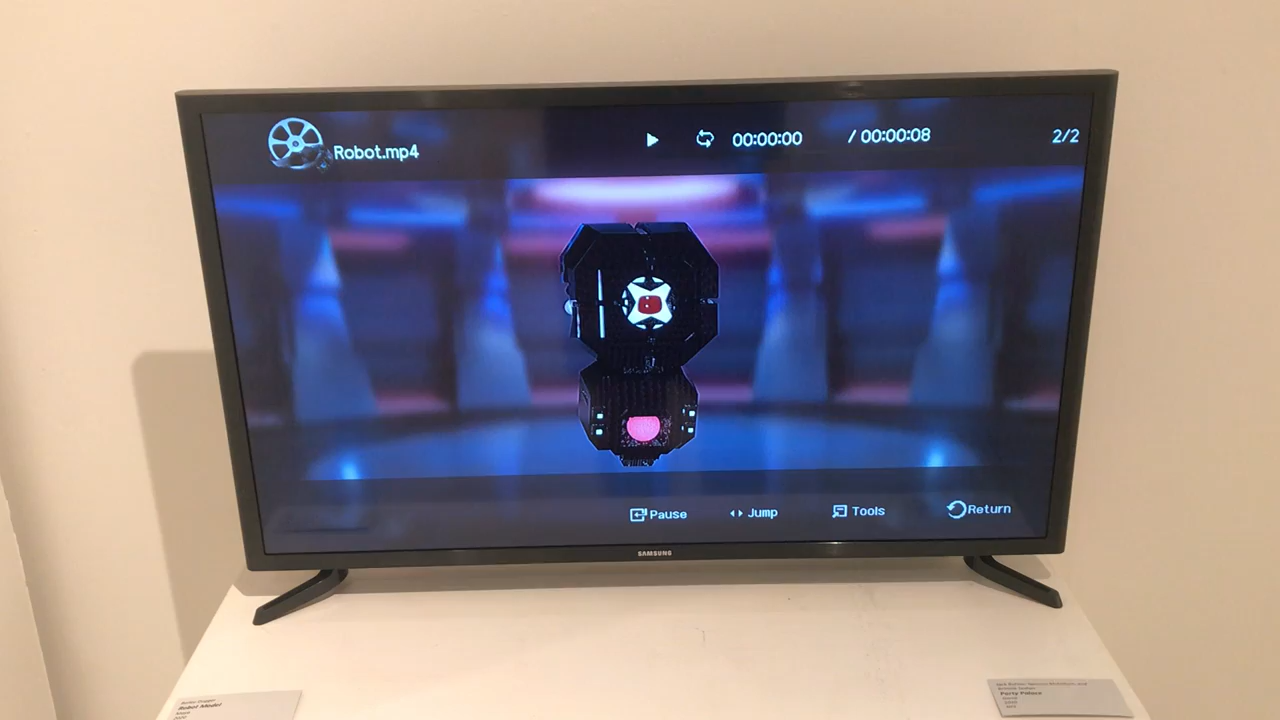 Robot.mp4
00:00:00 / 00:00:08
2/2
Pause
Jump
Tools
Return
SAMSUNG
Robot Model
Party Palace